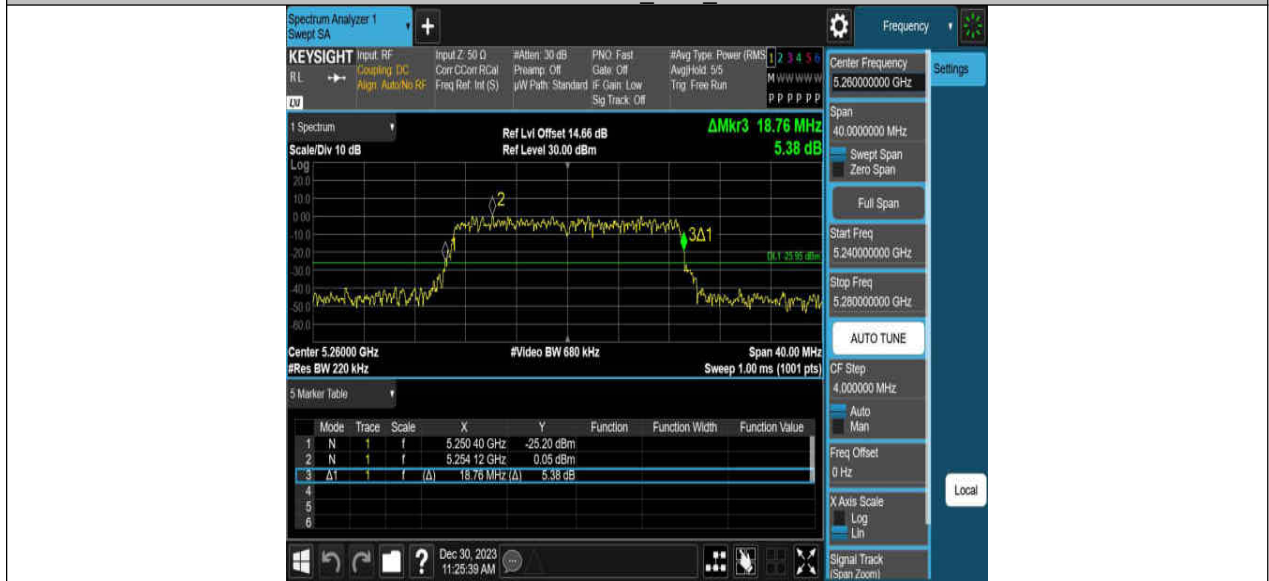 Spectrum Analyzer 1
Swept SA
+
Frequency
KEYSIGHT
RL
Input: RF
Coupling: DC
Align: Auto/No RF
Input Z: 50 Ω
Corr CCorr RCal
Freq Ref: Int (S)
#Atten: 30 dB
Preamp: Off
µW Path: Standard
PNO: Fast
Gate: Off
IF Gain: Low
Sig Track: Off
#Avg Type: Power (RMS
Avg|Hold: 5/5
Trig: Free Run
1 2 3 4 5 6
M W W W W W
P P P P P P
1 Spectrum
Scale/Div 10 dB
Ref Lvl Offset 14.66 dB
Ref Level 30.00 dBm
ΔMkr3 18.76 MHz
5.38 dB
Log
20.0
10.0
0.00
-10.0
-20.0
-30.0
-40.0
-50.0
-60.0
2
3Δ1
DL1 -25.95 dBm
Center 5.26000 GHz
#Res BW 220 kHz
#Video BW 680 kHz
Span 40.00 MHz
Sweep 1.00 ms (1001 pts)
5 Marker Table
Mode Trace Scale X Y Function Function Width Function Value
1 N 1 f 5.250 40 GHz -25.20 dBm
2 N 1 f 5.254 12 GHz 0.05 dBm
3 Δ1 1 f (Δ) 18.76 MHz (Δ) 5.38 dB
4
5
6
Dec 30, 2023
11:25:39 AM
Center Frequency
5.260000000 GHz
Span
40.0000000 MHz
Swept Span
Zero Span
Full Span
Start Freq
5.240000000 GHz
Stop Freq
5.280000000 GHz
AUTO TUNE
CF Step
4.000000 MHz
Auto
Man
Freq Offset
0 Hz
X Axis Scale
Log
Lin
Signal Track
(Span Zoom)
Settings
Local